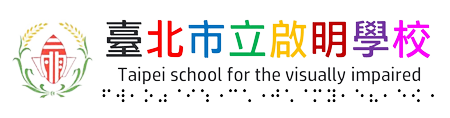 臺北市立啟明學校
Taipei school for the visually impaired